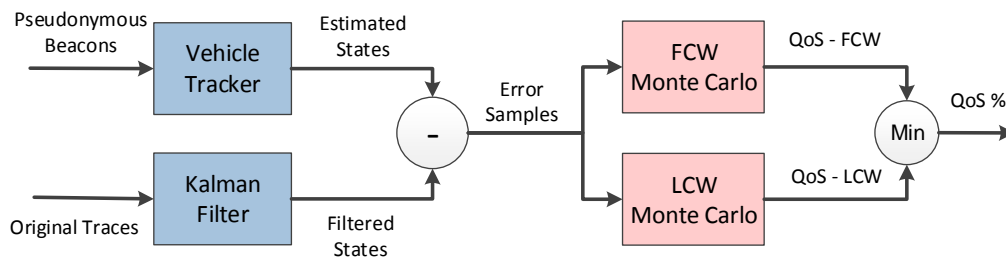 Pseudonymous
Beacons
Vehicle
Tracker
Estimated
States
Original Traces
Kalman
Filter
Filtered
States
-
Error
Samples
FCW
Monte Carlo
QoS - FCW
LCW
Monte Carlo
QoS - LCW
Min
QoS %